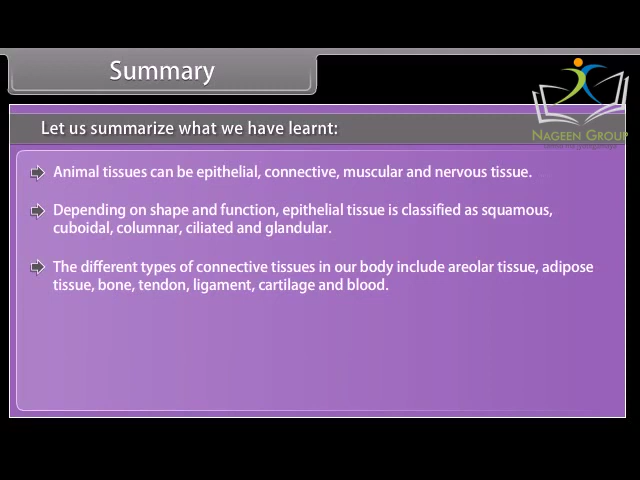 Summary
NAGEEN GROUP
Let us summarize what we have learnt:
Animal tissues can be epithelial, connective, muscular and nervous tissue.
Depending on shape and function, epithelial tissue is classified as squamous,
cuboidal, columnar, ciliated and glandular.
The different types of connective tissues in our body include areolar tissue, adipose
tissue, bone, tendon, ligament, cartilage and blood.